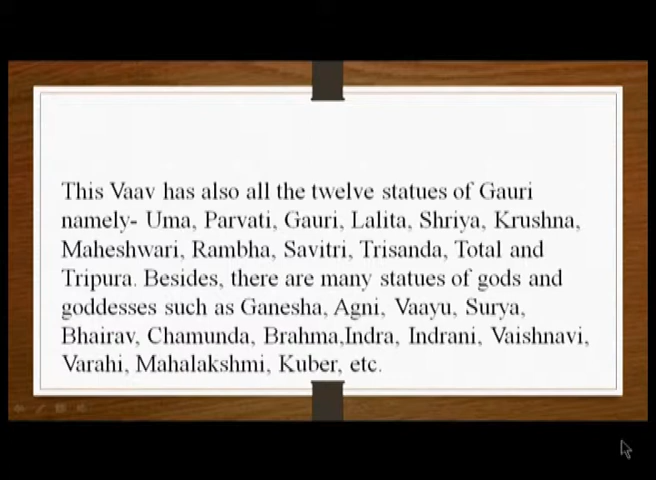 This Vaav has also all the twelve statues of Gauri
namely- Uma, Parvati, Gauri, Lalita, Shriya, Krushna,
Maheshwari, Rambha, Savitri, Trisanda, Total and
Tripura. Besides, there are many statues of gods and
goddesses such as Ganesha, Agni, Vaayu, Surya,
Bhairav, Chamunda, Brahma,Indra, Indrani, Vaishnavi,
Varahi, Mahalakshmi, Kuber, etc.